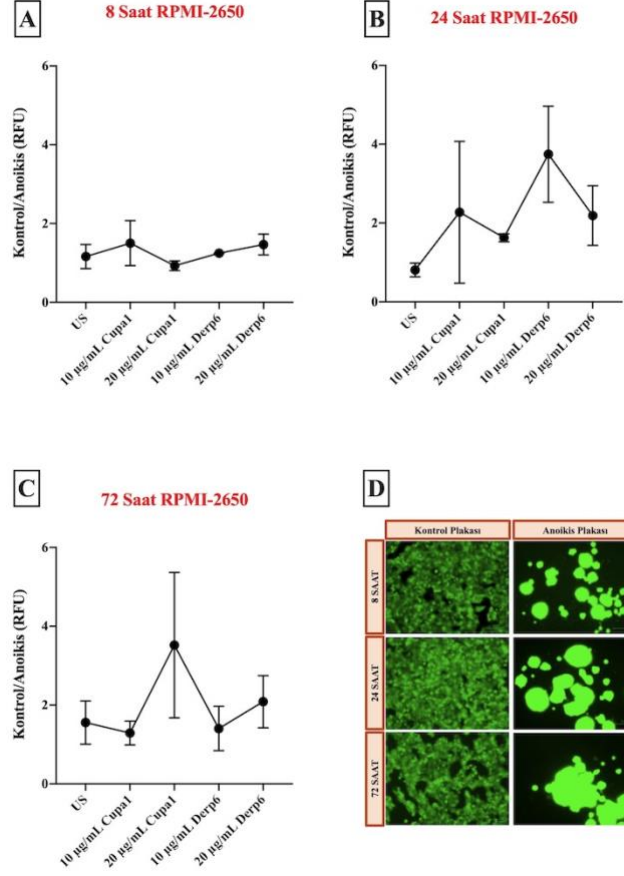 A
8 Saat RPMI-2650
Kontrol/Anoikis (RFU)
6
4
2
0
US
10 µg/mL Cupa1
20 µg/mL Cupa1
10 µg/mL Derp6
20 µg/mL Derp6
B
24 Saat RPMI-2650
Kontrol/Anoikis (RFU)
6
4
2
0
US
10 µg/mL Cupa1
20 µg/mL Cupa1
10 µg/mL Derp6
20 µg/mL Derp6
C
72 Saat RPMI-2650
Kontrol/Anoikis (RFU)
6
4
2
0
US
10 µg/mL Cupa1
20 µg/mL Cupa1
10 µg/mL Derp6
20 µg/mL Derp6
D
Kontrol Plakası
Anoikis Plakası
8 SAAT
24 SAAT
72 SAAT